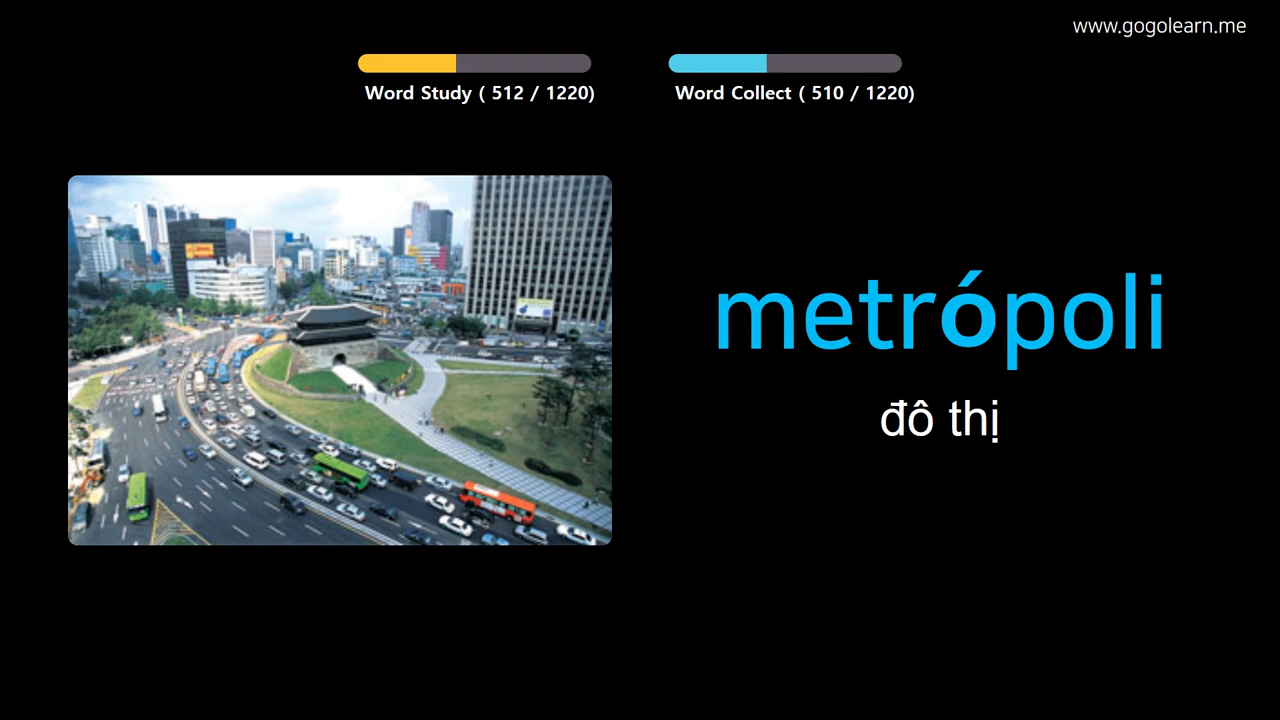 www.gogolearn.me
Word Study ( 512 / 1220)
Word Collect ( 510 / 1220)
metrópoli
đô thị